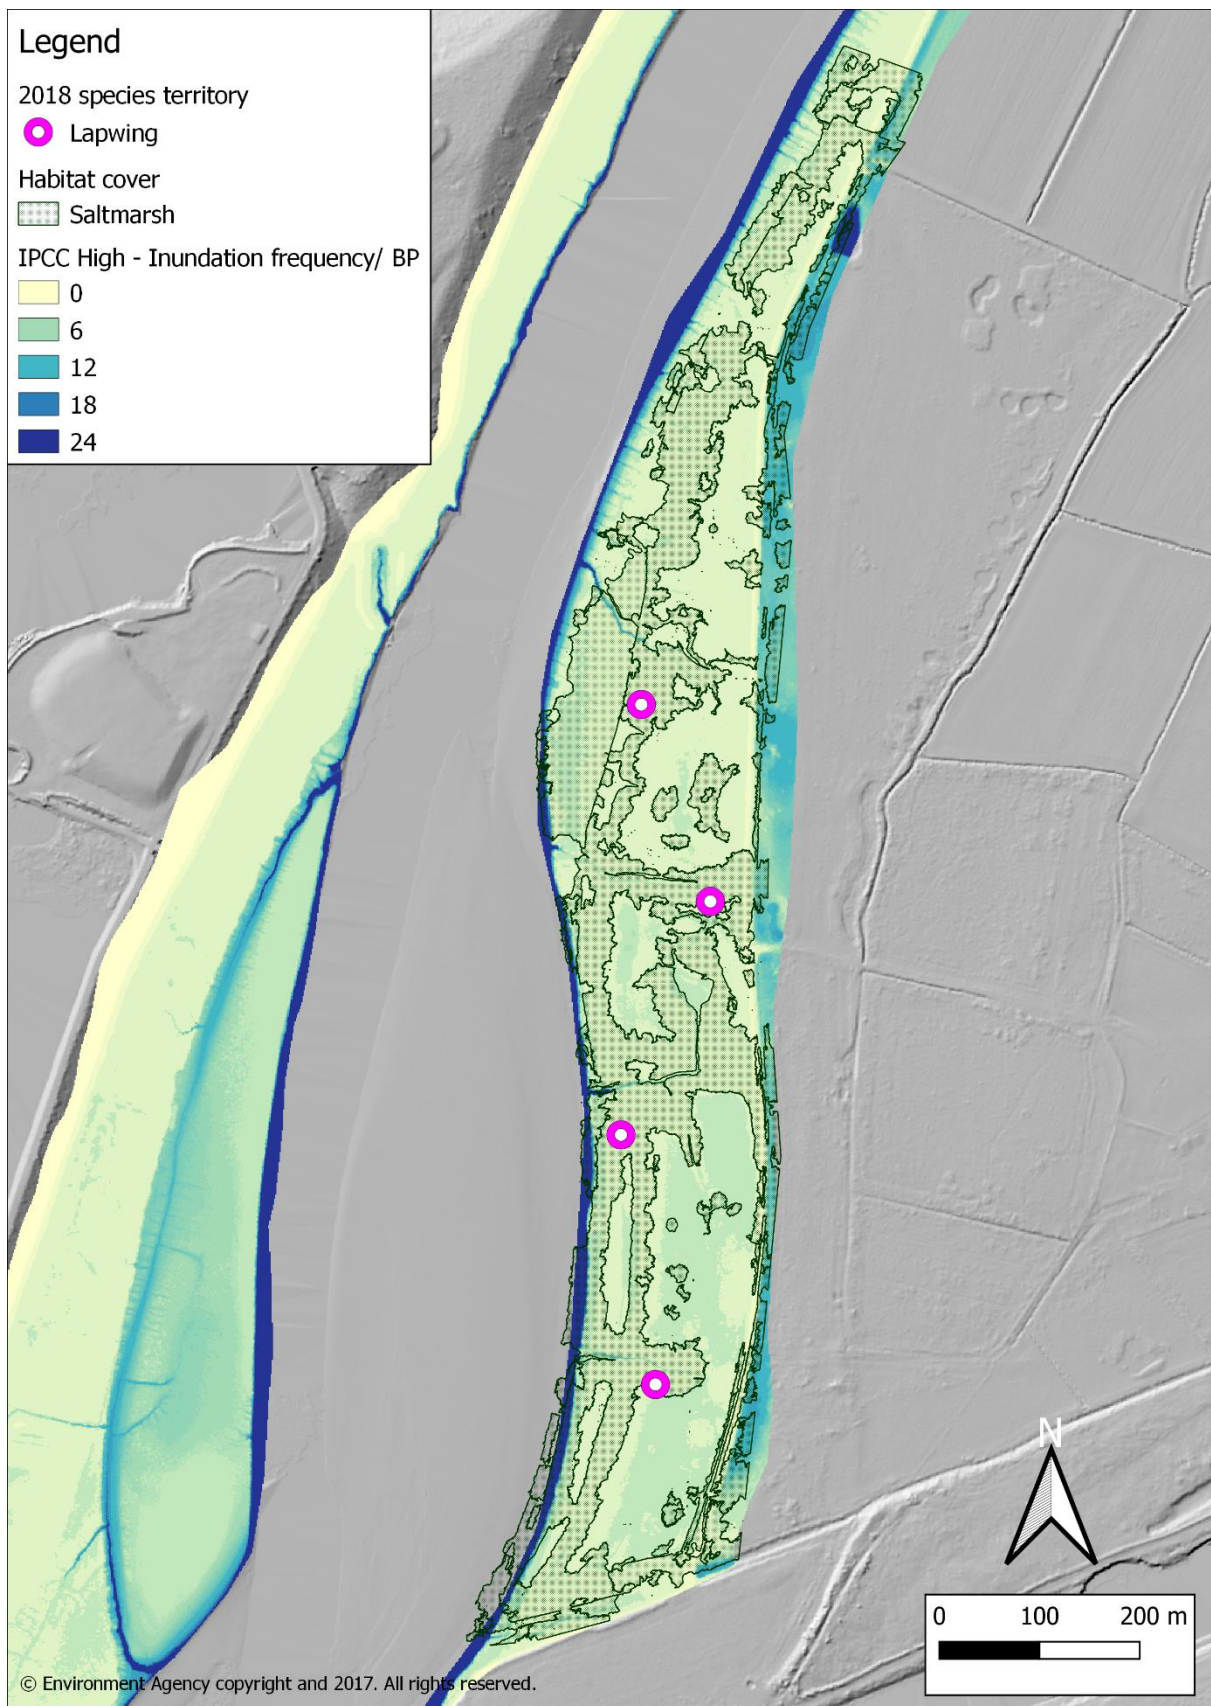 Legend
2018 species territory
Lapwing
Habitat cover
Saltmarsh
IPCC High - Inundation frequency/ BP
0
6
12
18
24
N
0 100 200 m
© Environment Agency copyright and 2017. All rights reserved.